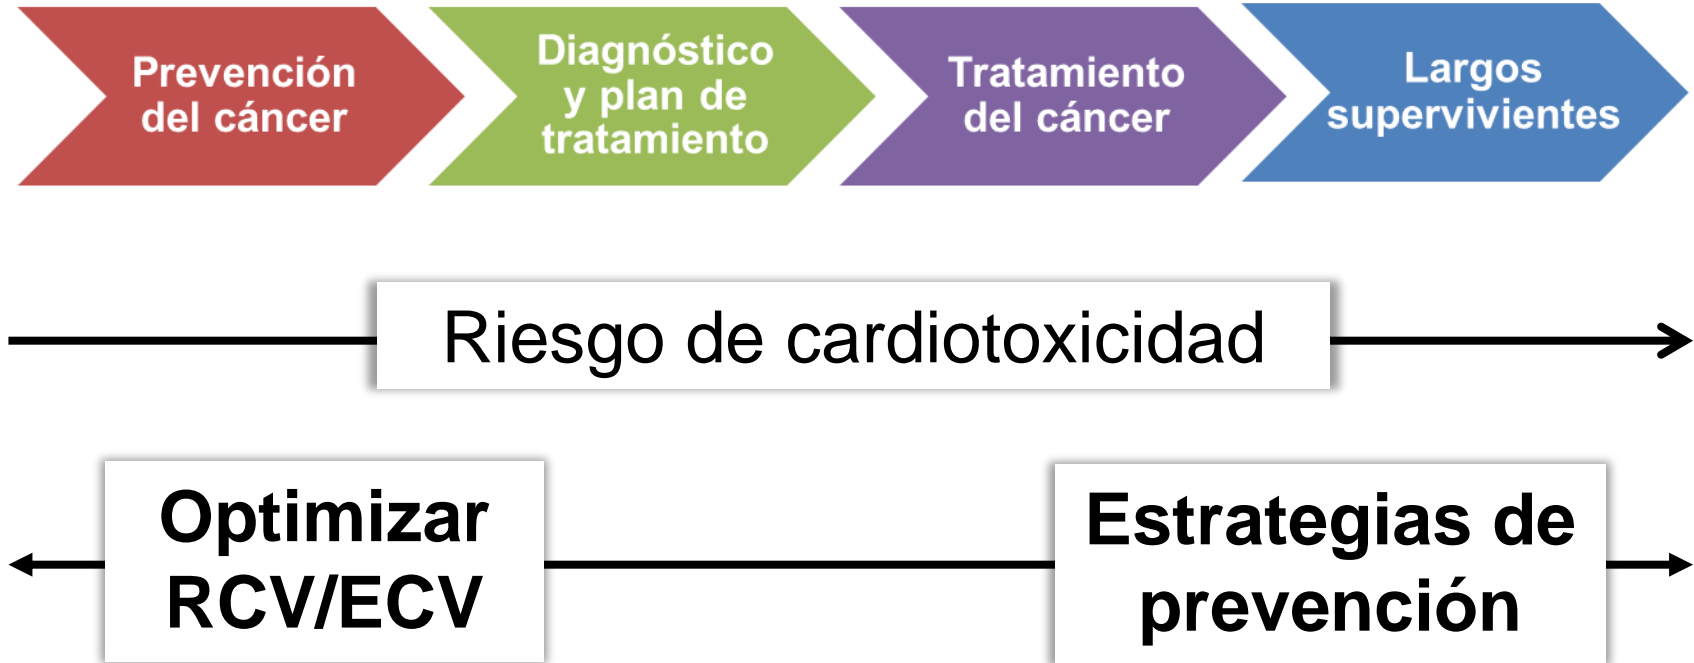 Prevención
del cáncer
Diagnóstico
y plan de
tratamiento
Tratamiento
del cáncer
Largos
supervivientes
Riesgo de cardiotoxicidad
Optimizar
RCV/ECV
Estrategias de
prevención